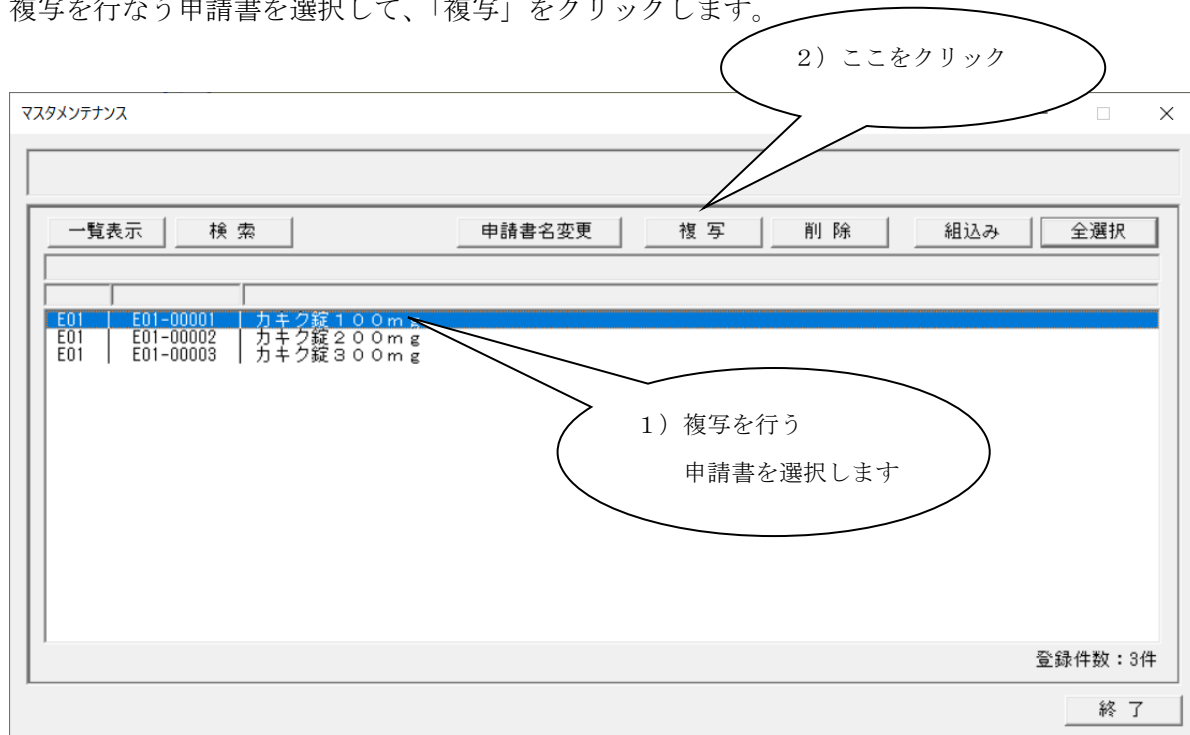 複写を行なう申請書を選択して、「複写」をクリックします。
２）ここをクリック
マスタメンテナンス
一覧表示 検 索 申請書名変更 複 写 削 除 組込み 全選択
E01 | E01-00001 | カキク錠１００ｍｇ
E01 | E01-00002 | カキク錠２００ｍｇ
E01 | E01-00003 | カキク錠３００ｍｇ
１）複写を行う
申請書を選択します
登録件数：3件
終 了